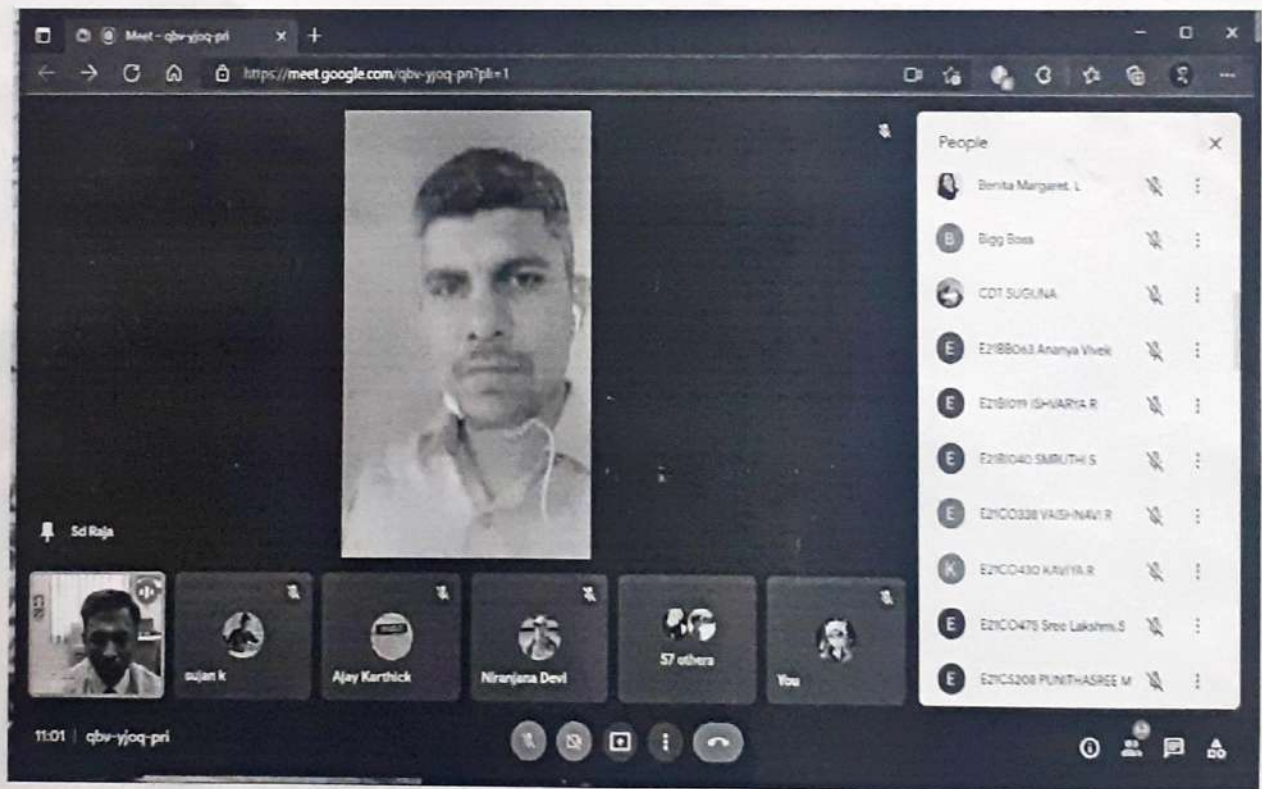 Meet - qbv-yjoq-pri
https://meet.google.com/qbv-yjoq-pri?pli=1
People
Benita Margaret. L
Bigg Boss
CDT SUGUNA
E21BB063 Ananya Vivek
E21BI019 ISHVARYA R
E21BI040 SMRUTHI S
E21CO338 VAISHNAVI R
E21CO430 KAVIYA.R
E21CO475 Sree Lakshmi.S
E21CS208 PUNITHASREE M
Sd Raja
sujan k
Ajay Karthick
Niranjana Devi
57 others
You
11:01 | qbv-yjoq-pri